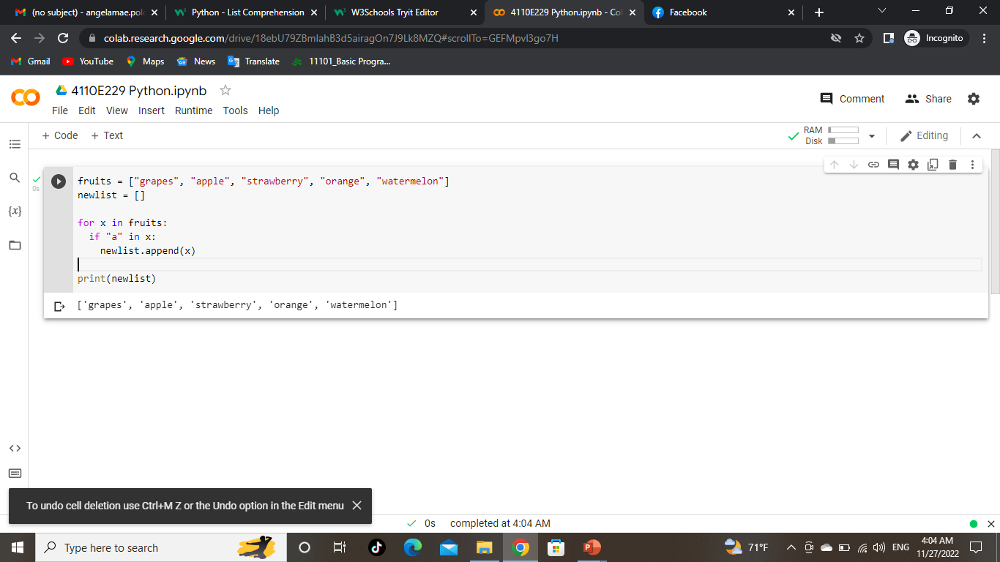 (no subject) - angelamae.pol
Python - List Comprehension
W3Schools Tryit Editor
4110E229 Python.ipynb - Co
Facebook
colab.research.google.com/drive/18ebU79ZBmlahB3d5airagOn7J9Lk8MZQ#scrollTo=GEFMpvl3go7H
Incognito
Gmail
YouTube
Maps
News
Translate
11101_Basic Progra...
4110E229 Python.ipynb
Comment
Share
File Edit View Insert Runtime Tools Help
+ Code + Text
RAM
Disk
Editing
0s
{x}
fruits = ["grapes", "apple", "strawberry", "orange", "watermelon"]
newlist = []
for x in fruits:
if "a" in x:
newlist.append(x)
print(newlist)
['grapes', 'apple', 'strawberry', 'orange', 'watermelon']
To undo cell deletion use Ctrl+M Z or the Undo option in the Edit menu
0s completed at 4:04 AM
Type here to search
71°F
ENG
4:04 AM
11/27/2022